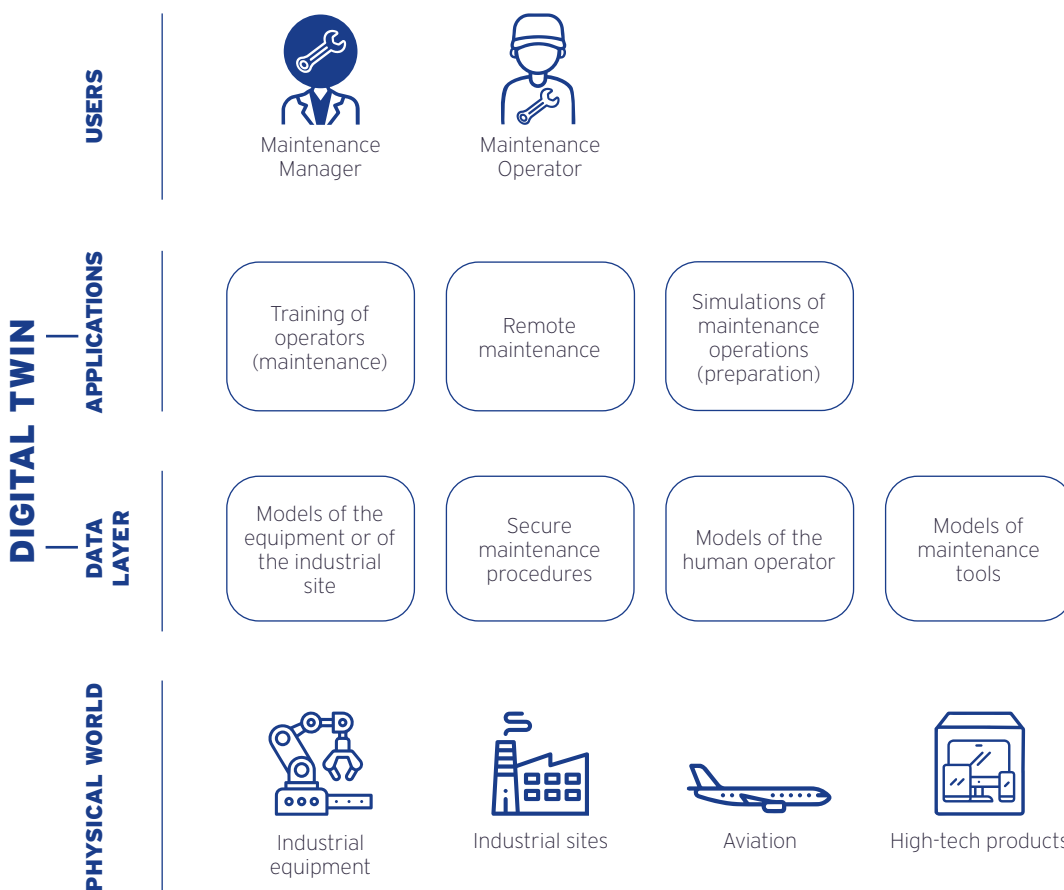 USERS
Maintenance
Manager
Maintenance
Operator
DIGITAL TWIN
APPLICATIONS
Training of
operators
(maintenance)
Remote
maintenance
Simulations of
maintenance
operations
(preparation)
DATA
LAYER
Models of the
equipment or of
the industrial
site
Secure
maintenance
procedures
Models of the
human operator
Models of
maintenance
tools
PHYSICAL WORLD
Industrial
equipment
Industrial sites
Aviation
High-tech products